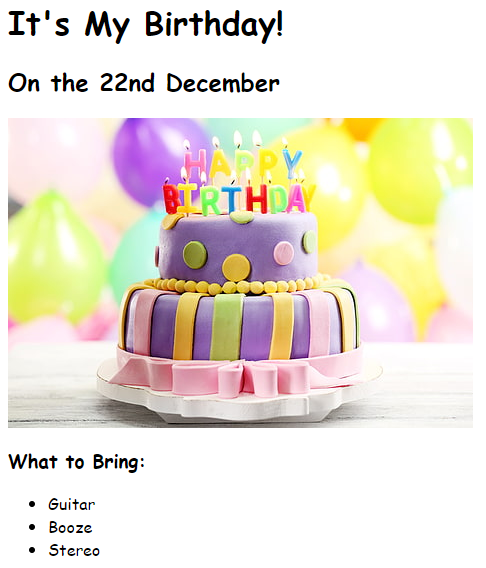 It's My Birthday!
On the 22nd December
HAPPY
BIRTHDAY
What to Bring:
Guitar
Booze
Stereo